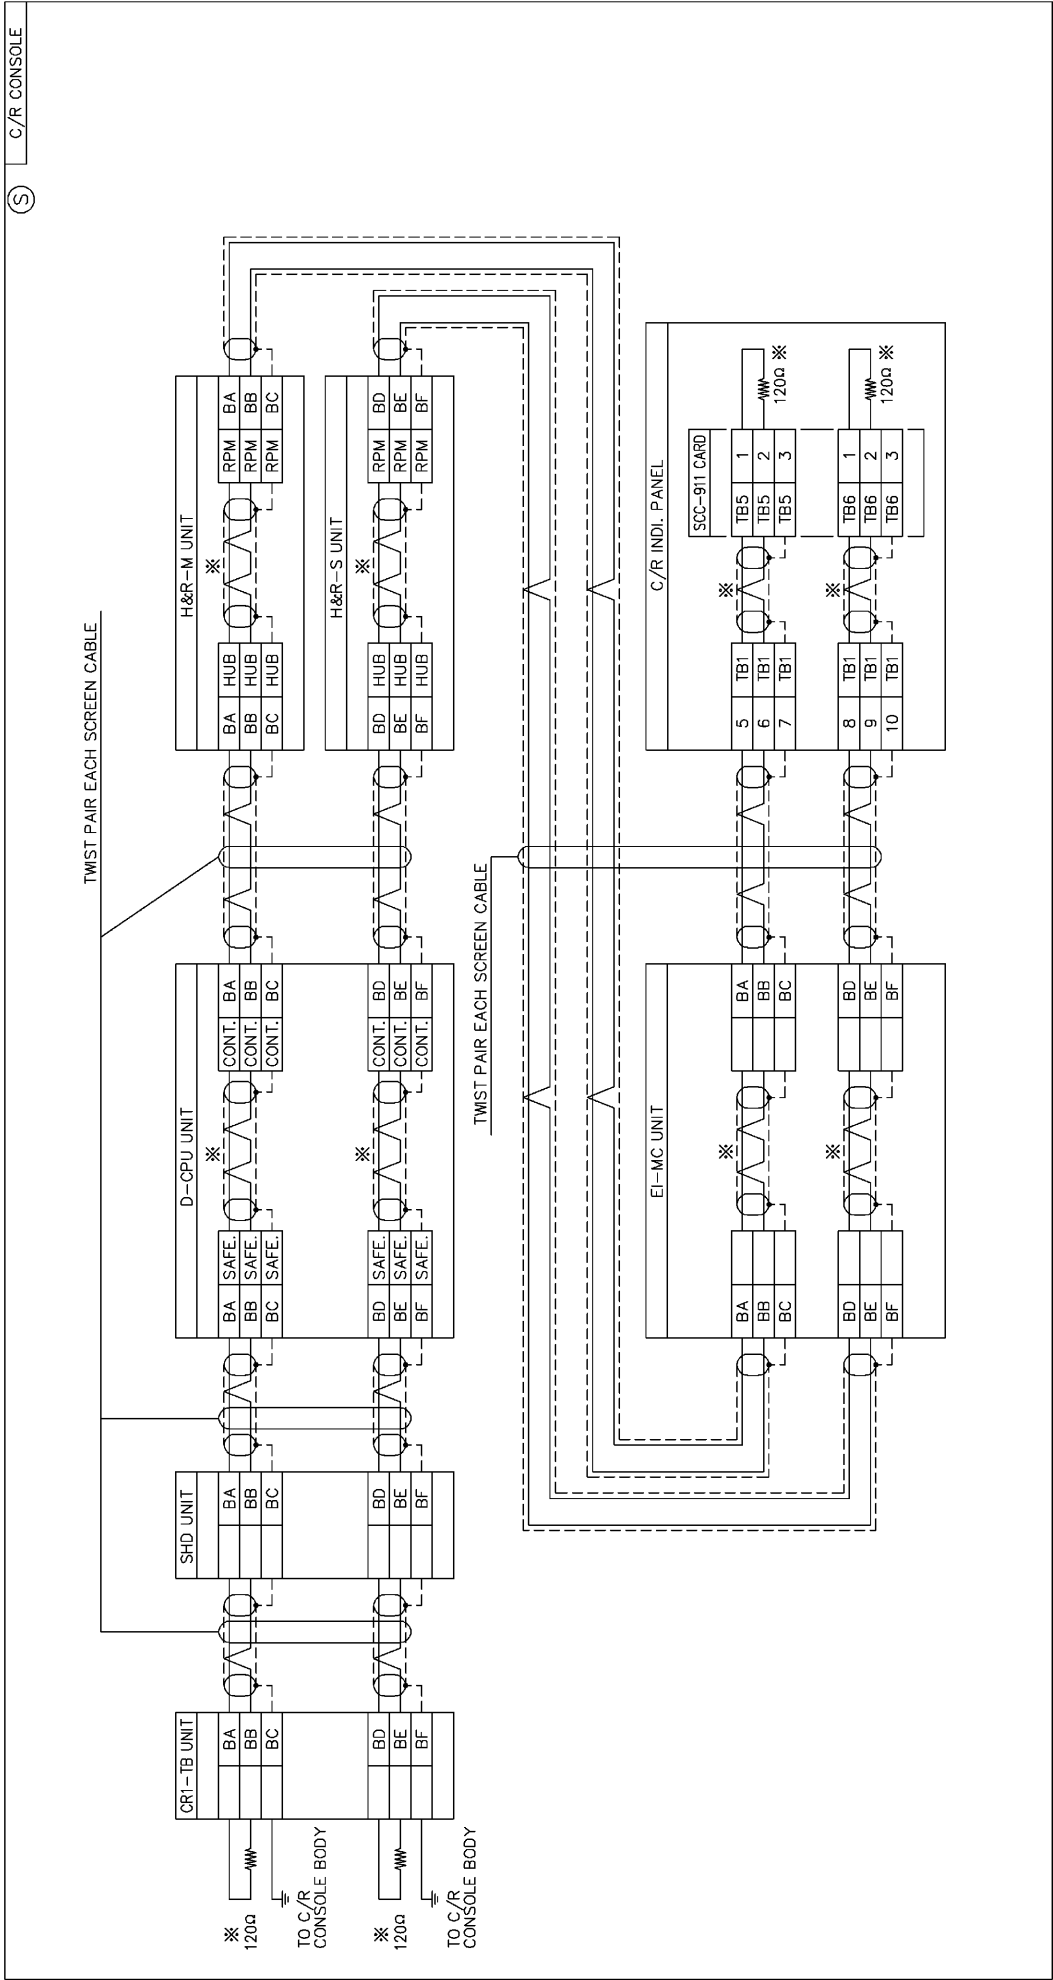 C/R CONSOLE
S
TWIST PAIR EACH SCREEN CABLE
CR1-TB UNIT
BA
BB
BC
BD
BE
BF
※
120Ω
TO C/R
CONSOLE BODY
※
120Ω
TO C/R
CONSOLE BODY
SHD UNIT
BA
BB
BC
BD
BE
BF
D-CPU UNIT
BA SAFE.
BB SAFE.
BC SAFE.
※
CONT. BA
CONT. BB
CONT. BC
BD SAFE.
BE SAFE.
BF SAFE.
※
CONT. BD
CONT. BE
CONT. BF
H&R-M UNIT
BA HUB
BB HUB
BC HUB
※
RPM BA
RPM BB
RPM BC
H&R-S UNIT
BD HUB
BE HUB
BF HUB
※
RPM BD
RPM BE
RPM BF
TWIST PAIR EACH SCREEN CABLE
EI-MC UNIT
BA
BB
BC
※
BA
BB
BC
BD
BE
BF
※
BD
BE
BF
C/R INDI. PANEL
SCC-911 CARD
5 TB1
6 TB1
7 TB1
※
TB5 1
TB5 2
TB5 3
120Ω ※
8 TB1
9 TB1
10 TB1
※
TB6 1
TB6 2
TB6 3
120Ω ※